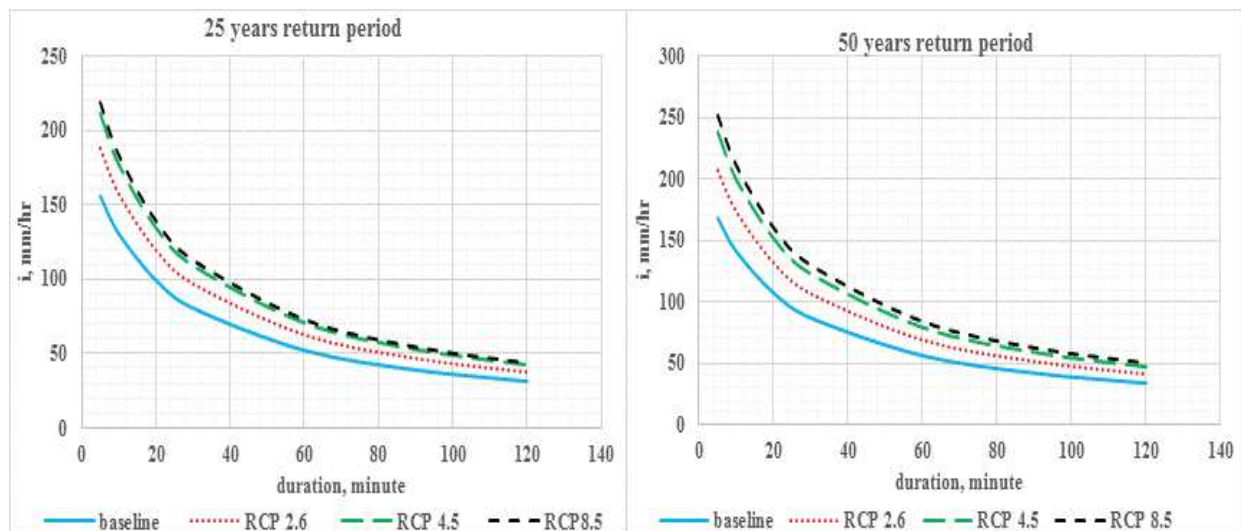 25 years return period
250
200
150
100
50
0
i, mm/hr
0 20 40 60 80 100 120 140
duration, minute
baseline RCP 2.6 RCP 4.5 RCP8.5
50 years return period
300
250
200
150
100
50
0
i, mm/hr
0 20 40 60 80 100 120 140
duration, minute
baseline RCP 2.6 RCP 4.5 RCP 8.5